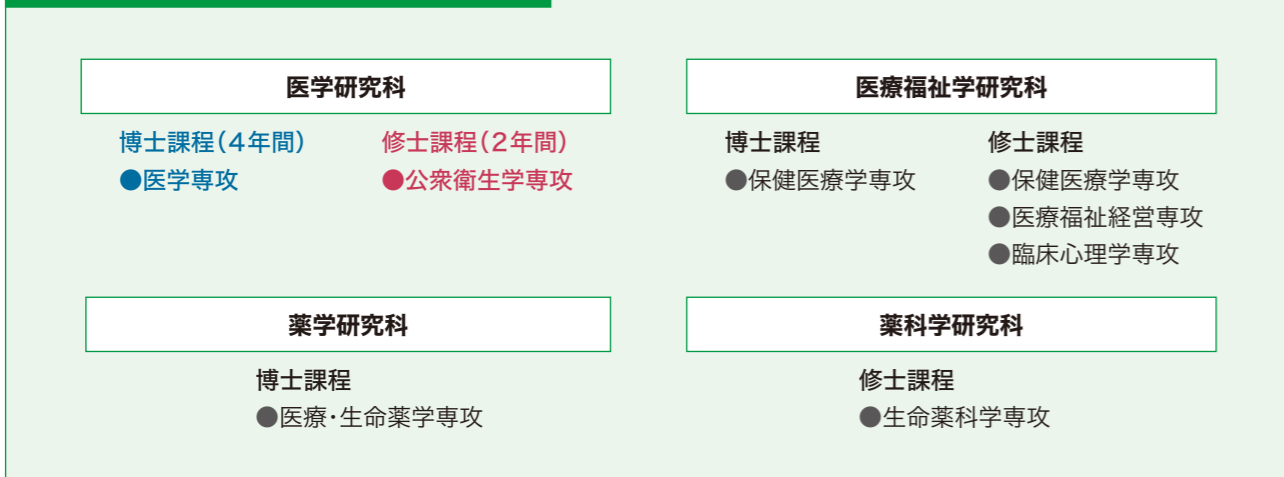 医学研究科
博士課程(4年間)
●医学専攻
修士課程(2年間)
●公衆衛生学専攻
医療福祉学研究科
博士課程
●保健医療学専攻
修士課程
●保健医療学専攻
●医療福祉経営専攻
●臨床心理学専攻
薬学研究科
博士課程
●医療・生命薬学専攻
薬科学研究科
修士課程
●生命薬科学専攻